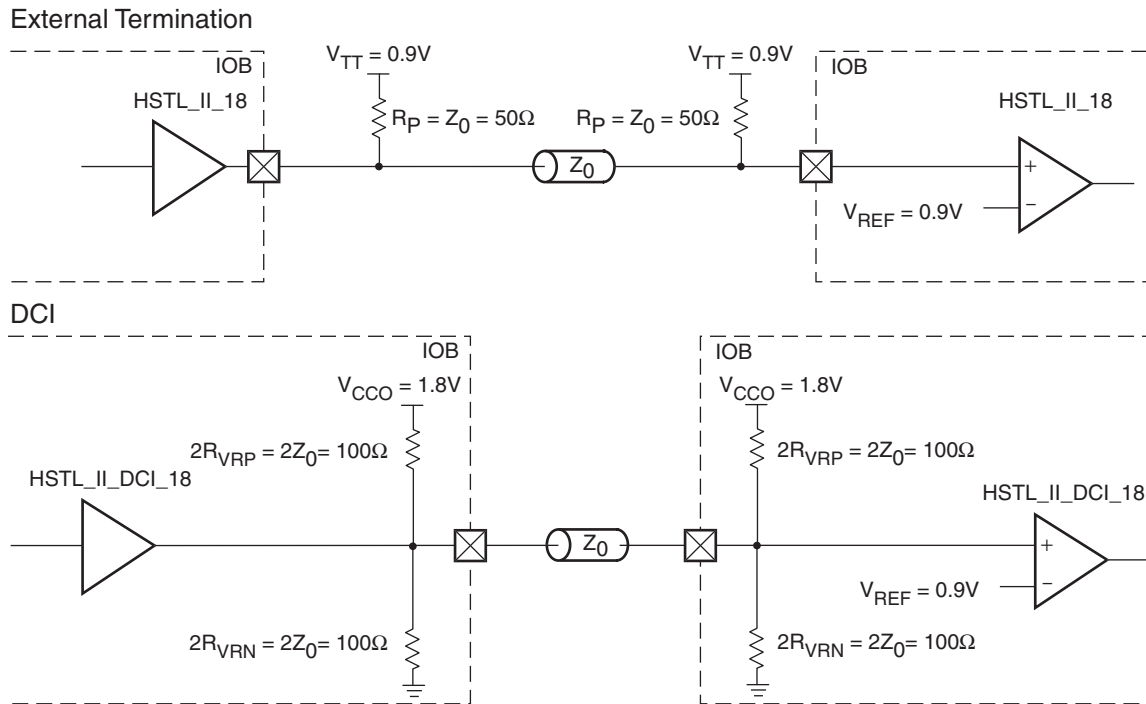 External Termination
IOB
V_TT = 0.9V
V_TT = 0.9V
IOB
HSTL_II_18
HSTL_II_18
R_P = Z_0 = 50Ω
R_P = Z_0 = 50Ω
Z_0
+
−
V_REF = 0.9V
DCI
IOB
IOB
V_CCO = 1.8V
V_CCO = 1.8V
2R_VRP = 2Z_0= 100Ω
2R_VRP = 2Z_0= 100Ω
HSTL_II_DCI_18
HSTL_II_DCI_18
Z_0
+
−
V_REF = 0.9V
2R_VRN = 2Z_0= 100Ω
2R_VRN = 2Z_0= 100Ω